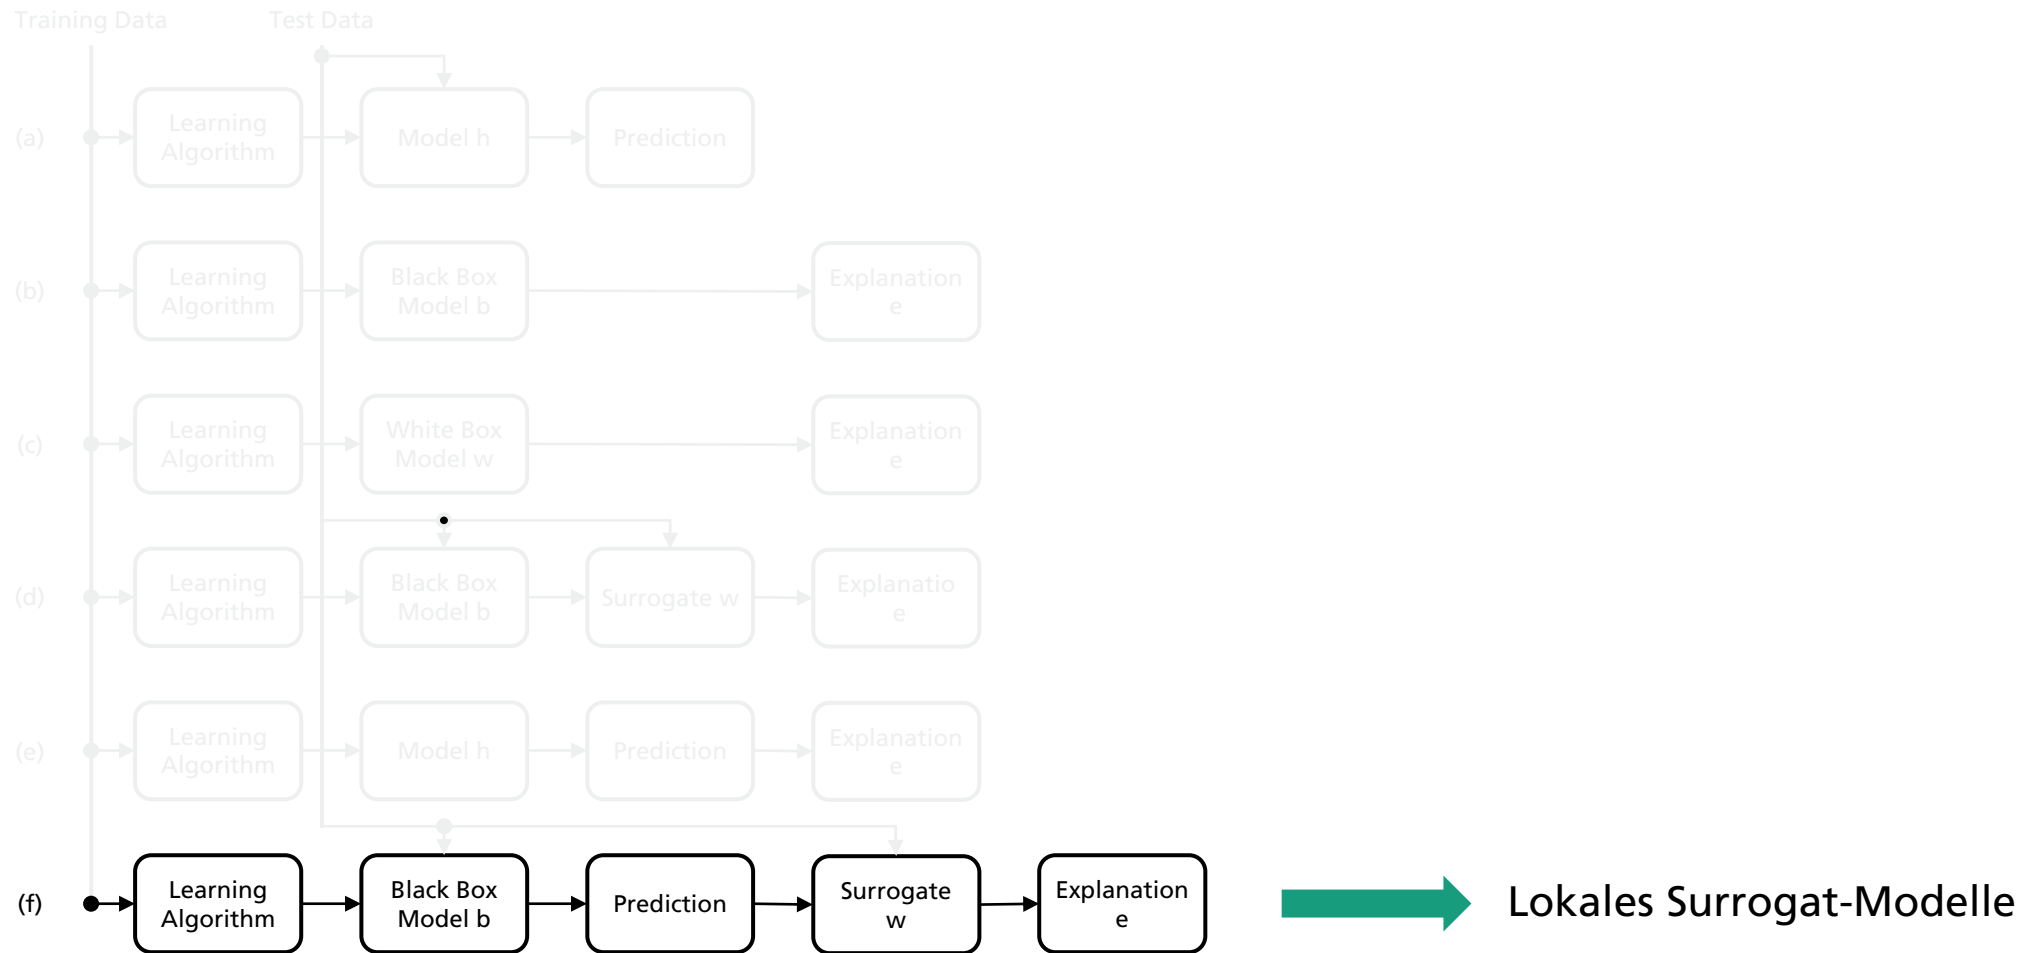 Training Data
Test Data
(a)
Learning
Algorithm
Model h
Prediction
(b)
Learning
Algorithm
Black Box
Model b
Explanation
e
(c)
Learning
Algorithm
White Box
Model w
Explanation
e
(d)
Learning
Algorithm
Black Box
Model b
Surrogate w
Explanatio
e
(e)
Learning
Algorithm
Model h
Prediction
Explanation
e
(f)
Learning
Algorithm
Black Box
Model b
Prediction
Surrogate
w
Explanation
e
Lokales Surrogat-Modelle